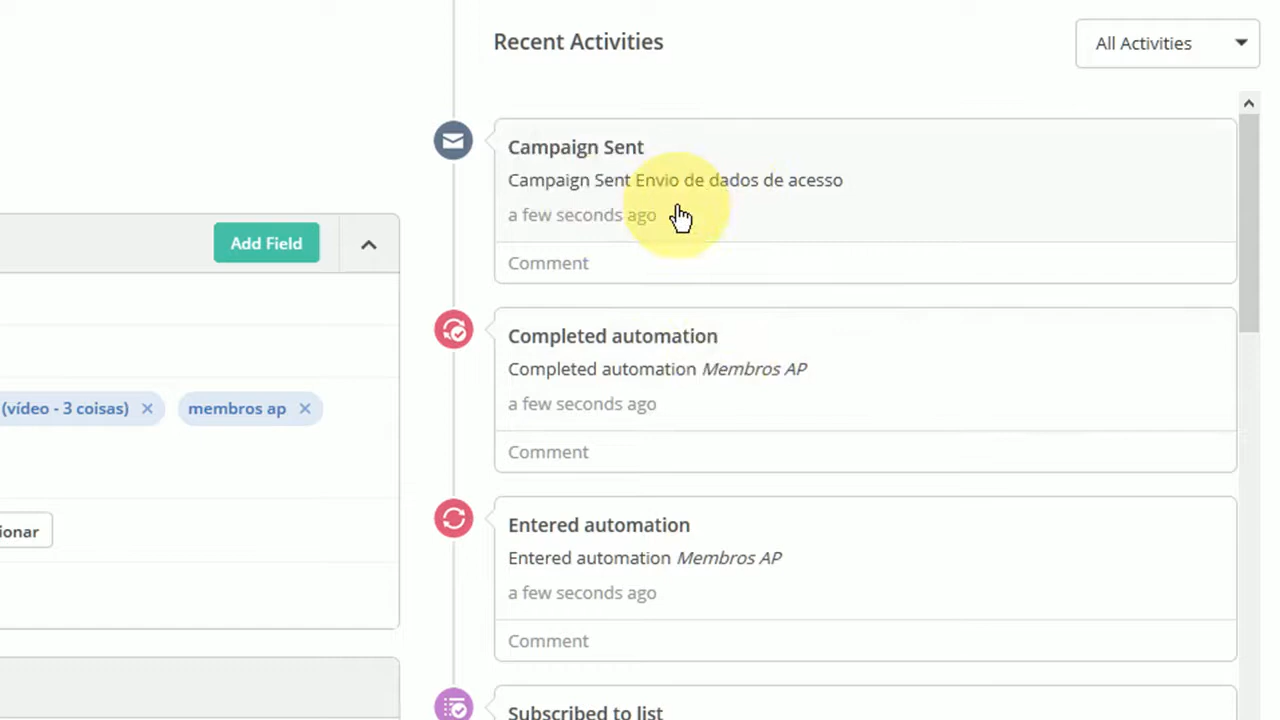 Recent Activities
All Activities
Campaign Sent
Campaign Sent Envio de dados de acesso
a few seconds ago
Comment
Add Field
Completed automation
Completed automation Membros AP
a few seconds ago
Comment
(vídeo - 3 coisas) ×
membros ap ×
Entered automation
Entered automation Membros AP
a few seconds ago
Comment
ionar
Subscribed to list